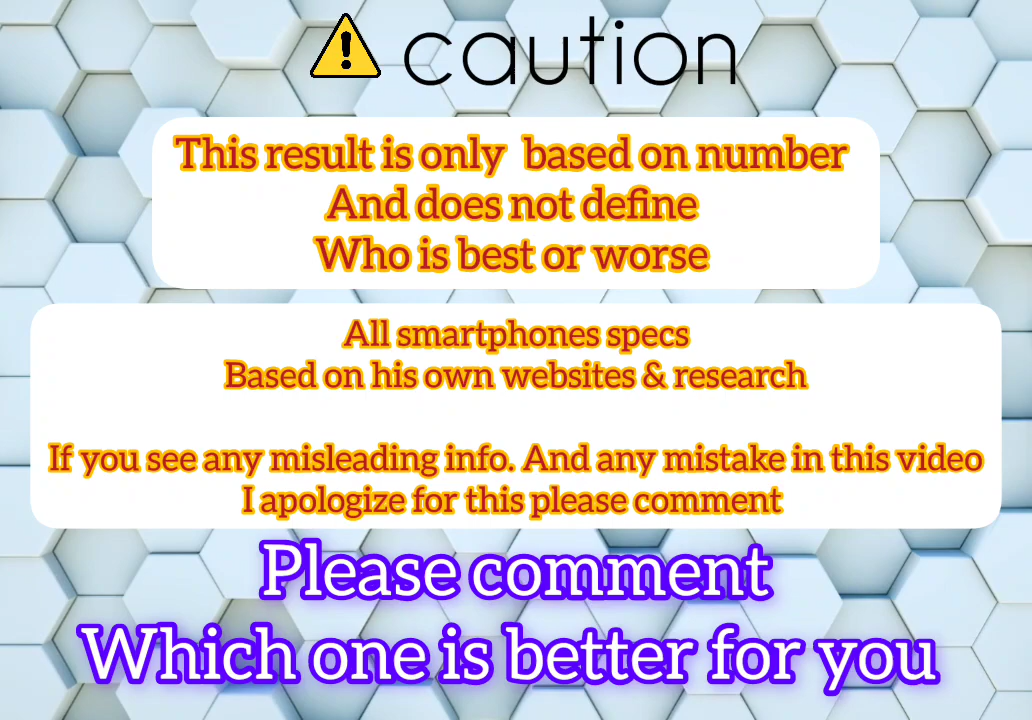 caution
This result is only based on number
And does not define
Who is best or worse
All smartphones specs
Based on his own websites & research
If you see any misleading info. And any mistake in this video
I apologize for this please comment
Please comment
Which one is better for you